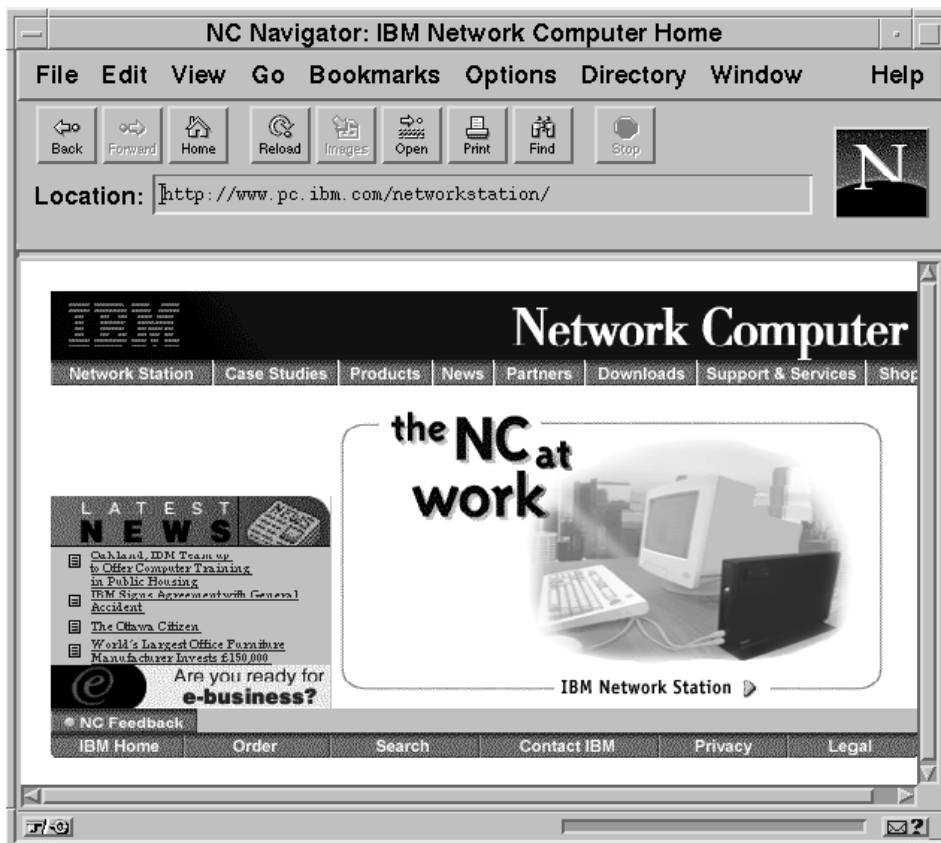 NC Navigator: IBM Network Computer Home
File Edit View Go Bookmarks Options Directory Window Help
Back Forward Home Reload Images Open Print Find Stop
N
Location: http://www.pc.ibm.com/networkstation/
IBM Network Computer
Network Station Case Studies Products News Partners Downloads Support & Services Shop
the NC at
work
LATEST
NEWS
NEWS
Oakland, IDM Team up
to Offer Computer Training
in Public Housing
IBM Signs Agreement with General
Accident
The Ottawa Citizen
World's Largest Office Furniture
Manufacturer Invests £150,000
e Are you ready for
e-business?
IBM Network Station
NC Feedback
IBM Home Order Search Contact IBM Privacy Legal
?